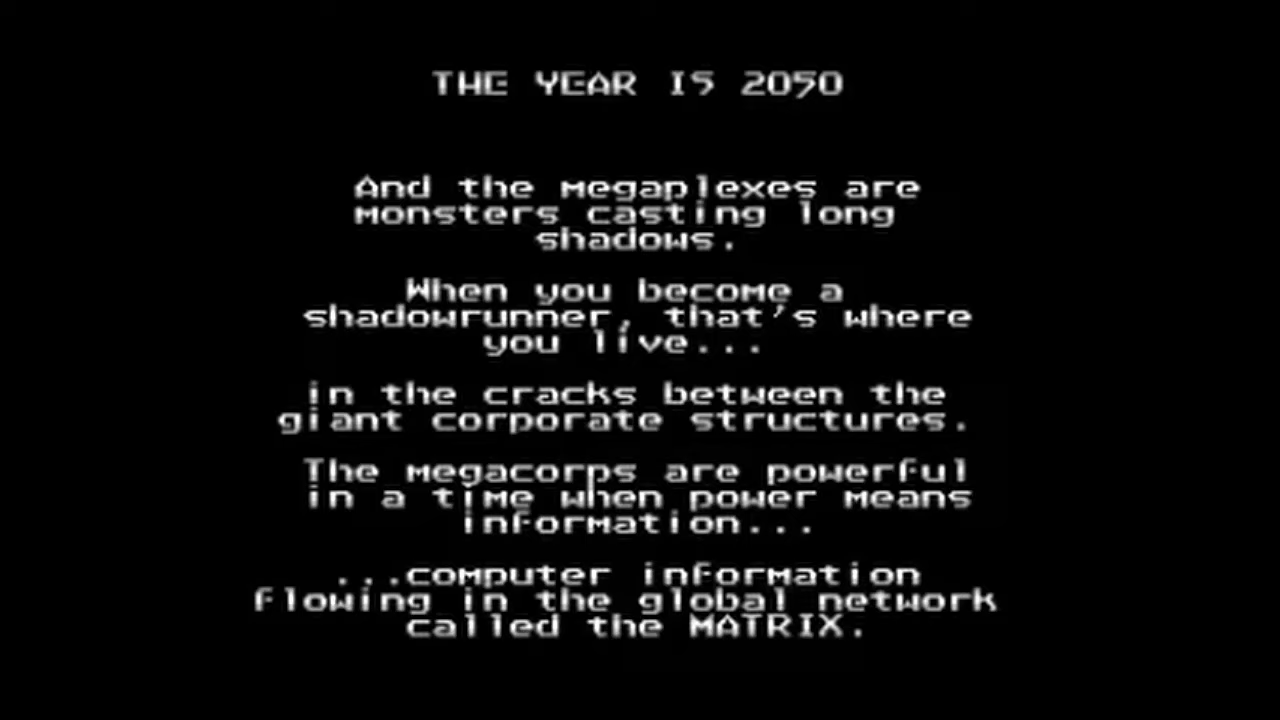 THE YEAR IS 2050
And the megaplexes are
monsters casting long
shadows.
When you become a
shadowrunner, that's where
you live...
in the cracks between the
giant corporate structures.
The megacorps are powerful
in a time when power means
information...
...computer information
flowing in the global network
called the MATRIX.